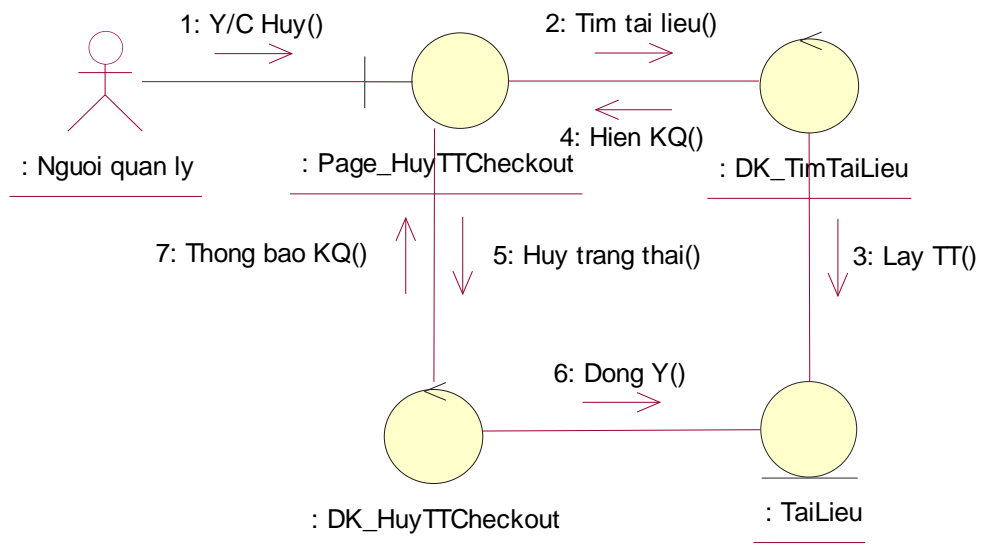 1: Y/C Huy()
2: Tim tai lieu()
4: Hien KQ()
: Nguoi quan ly
: Page_HuyTTCheckout
: DK_TimTaiLieu
7: Thong bao KQ()
5: Huy trang thai()
3: Lay TT()
6: Dong Y()
: DK_HuyTTCheckout
: TaiLieu